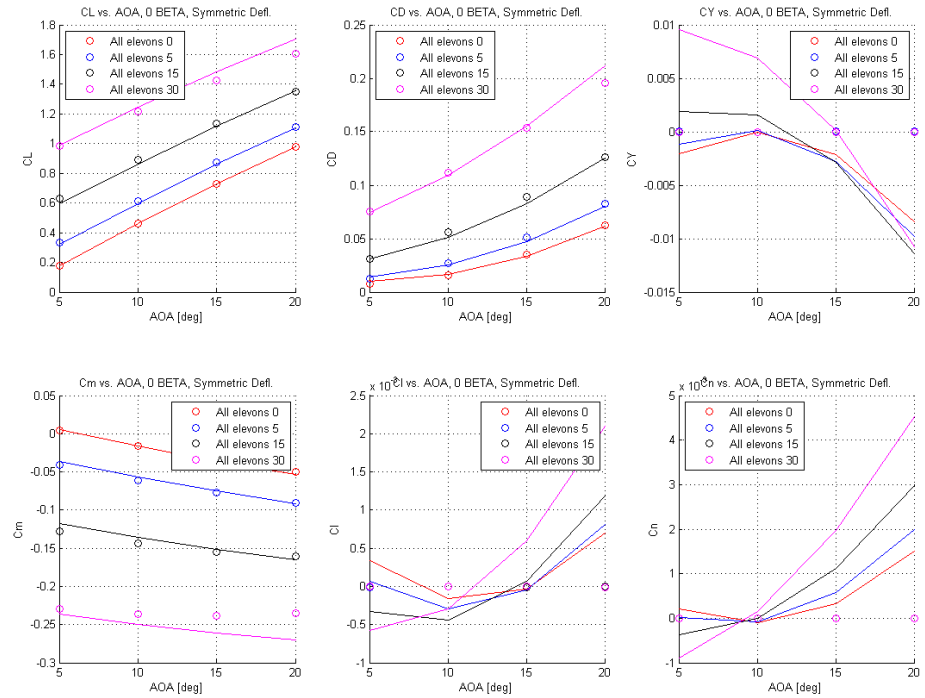 CL vs. AOA, 0 BETA, Symmetric Defl.
CD vs. AOA, 0 BETA, Symmetric Defl.
CY vs. AOA, 0 BETA, Symmetric Defl.
1.8
1.6
1.4
1.2
1
0.8
0.6
0.4
0.2
0
CL
All elevons 0
All elevons 5
All elevons 15
All elevons 30
5
10
15
20
AOA [deg]
0.25
0.2
0.15
0.1
0.05
0
CD
All elevons 0
All elevons 5
All elevons 15
All elevons 30
5
10
15
20
AOA [deg]
0.01
0.005
0
-0.005
-0.01
-0.015
CY
All elevons 0
All elevons 5
All elevons 15
All elevons 30
5
10
15
20
AOA [deg]
Cm vs. AOA, 0 BETA, Symmetric Defl.
0.05
0
-0.05
-0.1
-0.15
-0.2
-0.25
-0.3
Cm
All elevons 0
All elevons 5
All elevons 15
All elevons 30
5
10
15
20
AOA [deg]
x 10
Cl vs. AOA, 0 BETA, Symmetric Defl.
2.5
2
1.5
1
0.5
0
-0.5
-1
Cl
All elevons 0
All elevons 5
All elevons 15
All elevons 30
5
10
15
20
AOA [deg]
x 10
Cn vs. AOA, 0 BETA, Symmetric Defl.
5
4
3
2
1
0
-1
Cn
All elevons 0
All elevons 5
All elevons 15
All elevons 30
5
10
15
20
AOA [deg]